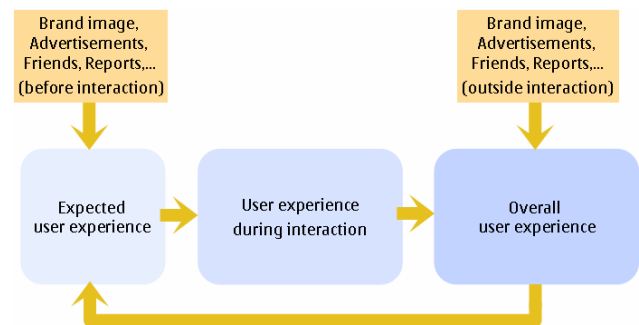 Brand image,
Advertisements,
Friends, Reports,...
(before interaction)
Brand image,
Advertisements,
Friends, Reports,...
(outside interaction)
Expected
user experience
User experience
during interaction
Overall
user experience